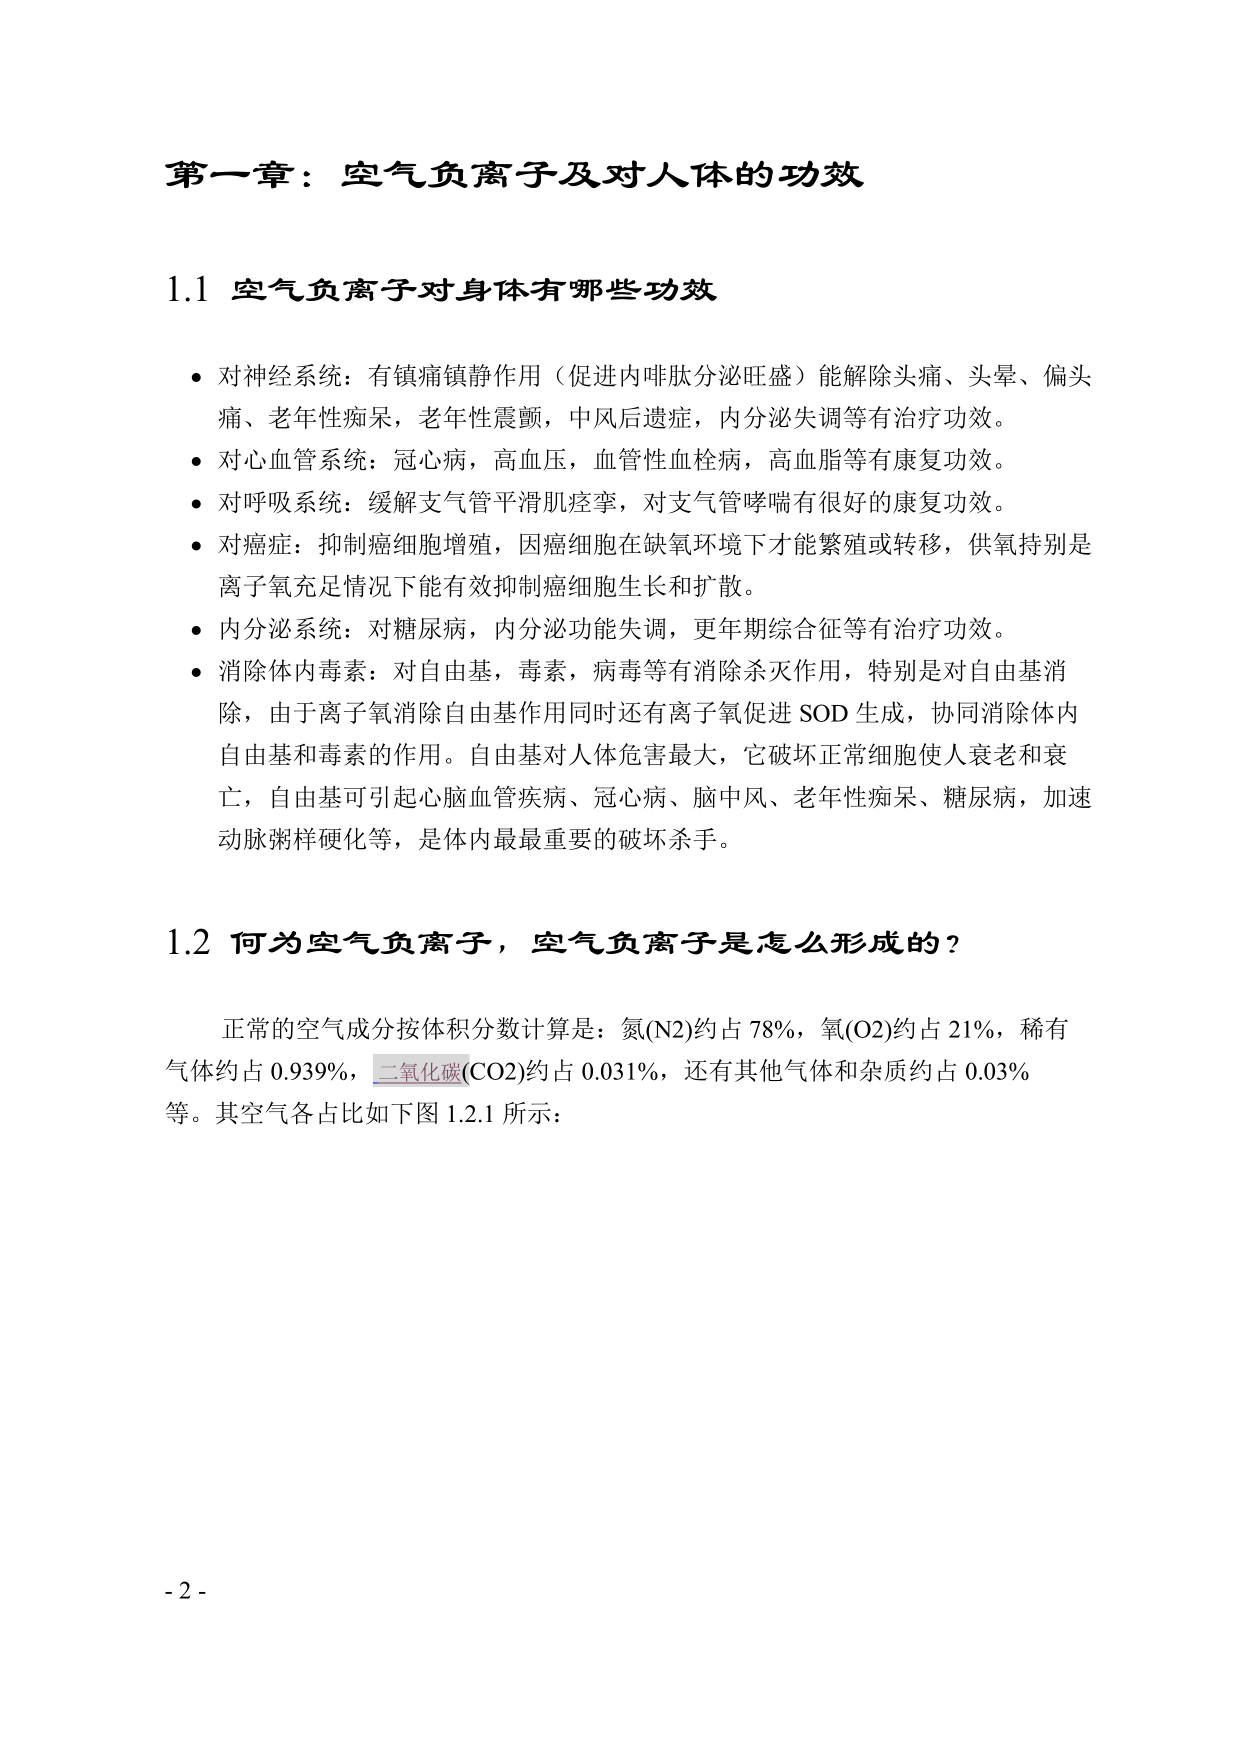 第一章：空气负离子及对人体的功效
1.1 空气负离子对身体有哪些功效
● 对神经系统：有镇痛镇静作用（促进内啡肽分泌旺盛）能解除头痛、头晕、偏头
痛、老年性痴呆，老年性震颤，中风后遗症，内分泌失调等有治疗功效。
● 对心血管系统：冠心病，高血压，血管性血栓病，高血脂等有康复功效。
● 对呼吸系统：缓解支气管平滑肌痉挛，对支气管哮喘有很好的康复功效。
● 对癌症：抑制癌细胞增殖，因癌细胞在缺氧环境下才能繁殖或转移，供氧持别是
离子氧充足情况下能有效抑制癌细胞生长和扩散。
● 内分泌系统：对糖尿病，内分泌功能失调，更年期综合征等有治疗功效。
● 消除体内毒素：对自由基，毒素，病毒等有消除杀灭作用，特别是对自由基消
除，由于离子氧消除自由基作用同时还有离子氧促进 SOD 生成，协同消除体内
自由基和毒素的作用。自由基对人体危害最大，它破坏正常细胞使人衰老和衰
亡，自由基可引起心脑血管疾病、冠心病、脑中风、老年性痴呆、糖尿病，加速
动脉粥样硬化等，是体内最最重要的破坏杀手。
1.2 何为空气负离子，空气负离子是怎么形成的？
正常的空气成分按体积分数计算是：氮(N2)约占 78%，氧(O2)约占 21%，稀有
气体约占 0.939%，二氧化碳(CO2)约占 0.031%，还有其他气体和杂质约占 0.03%
等。其空气各占比如下图 1.2.1 所示：
- 2 -